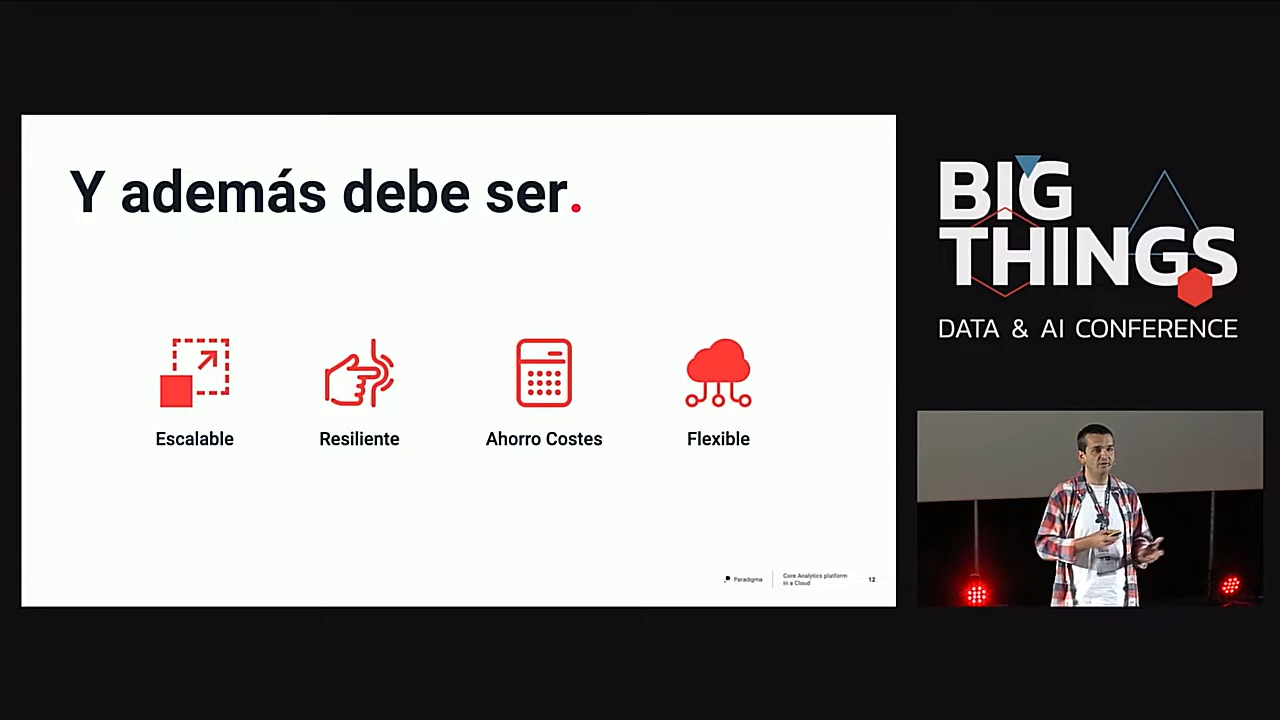 Y además debe ser.
Escalable
Resiliente
Ahorro Costes
Flexible
Paradigma
Core Analytics platform
in a Cloud
12
BIG
THINGS
DATA & AI CONFERENCE